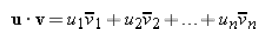 u · v = u₁v̅₁ + u₂v̅₂ + ... + uₙv̅ₙ